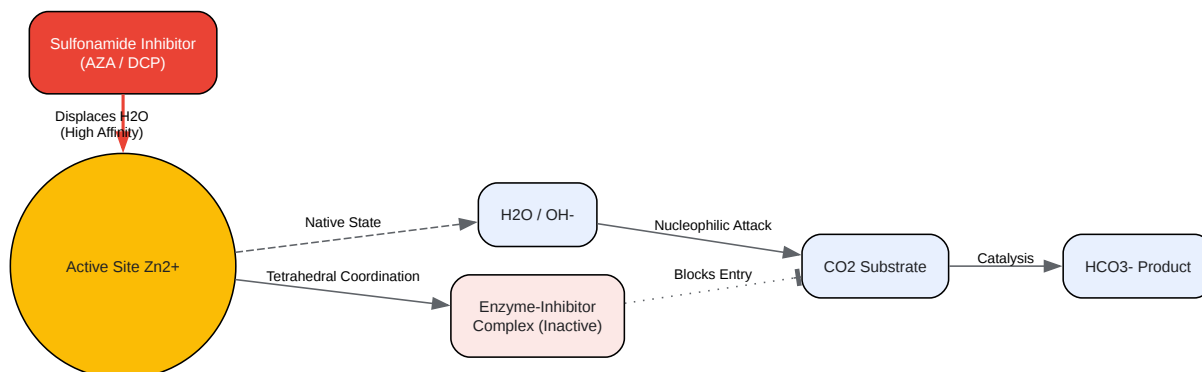 Sulfonamide Inhibitor
(AZA / DCP)
Displaces H2O
(High Affinity)
Active Site Zn2+
Native State
Tetrahedral Coordination
H2O / OH-
Enzyme-Inhibitor
Complex (Inactive)
Nucleophilic Attack
Blocks Entry
CO2 Substrate
Catalysis
HCO3- Product